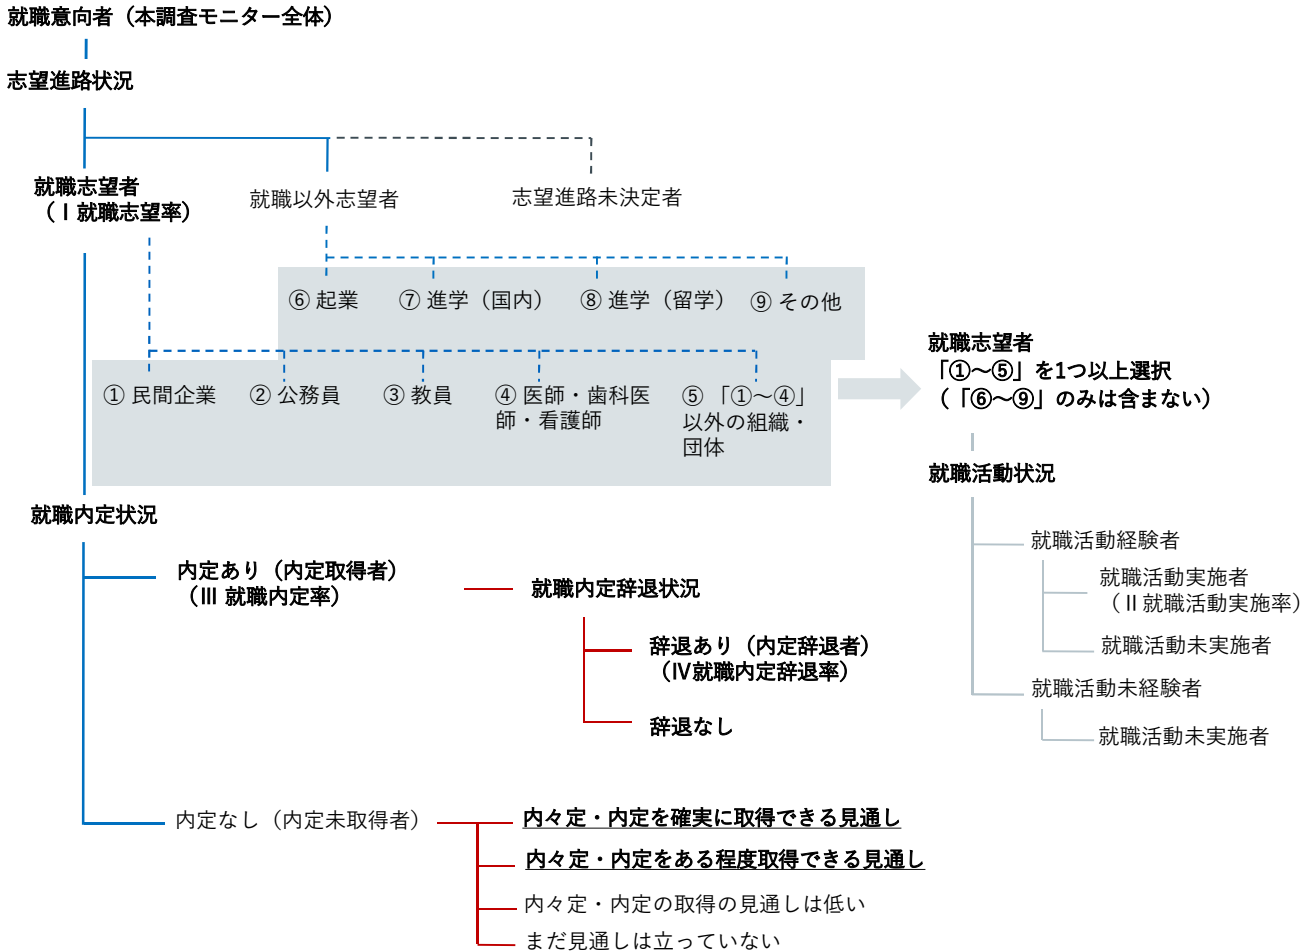 就職意向者（本調査モニター全体）
志望進路状況
就職志望者
（Ⅰ就職志望率）
就職以外志望者
志望進路未決定者
⑥ 起業
⑦ 進学（国内）
⑧ 進学（留学）
⑨ その他
① 民間企業
② 公務員
③ 教員
④ 医師・歯科医
師・看護師
⑤ 「①～④」
以外の組織・
団体
就職志望者
「①～⑤」を1つ以上選択
（「⑥～⑨」のみは含まない）
就職活動状況
就職活動経験者
就職活動実施者
（Ⅱ就職活動実施率）
就職活動未実施者
就職活動未経験者
就職活動未実施者
就職内定状況
内定あり（内定取得者）
（Ⅲ 就職内定率）
就職内定辞退状況
辞退あり（内定辞退者）
（Ⅳ就職内定辞退率）
辞退なし
内定なし（内定未取得者）
内々定・内定を確実に取得できる見通し
内々定・内定をある程度取得できる見通し
内々定・内定の取得の見通しは低い
まだ見通しは立っていない